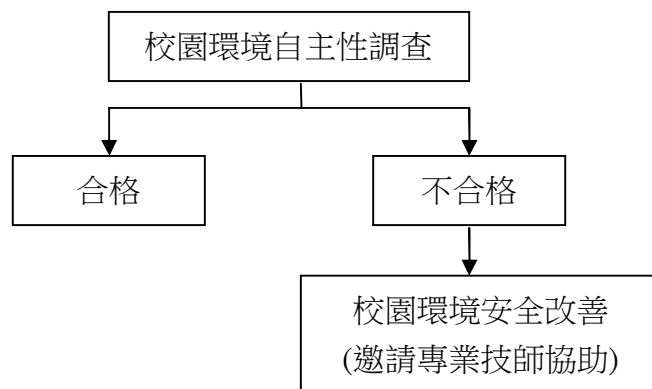 校園環境自主性調查
合格
不合格
校園環境安全改善
(邀請專業技師協助)